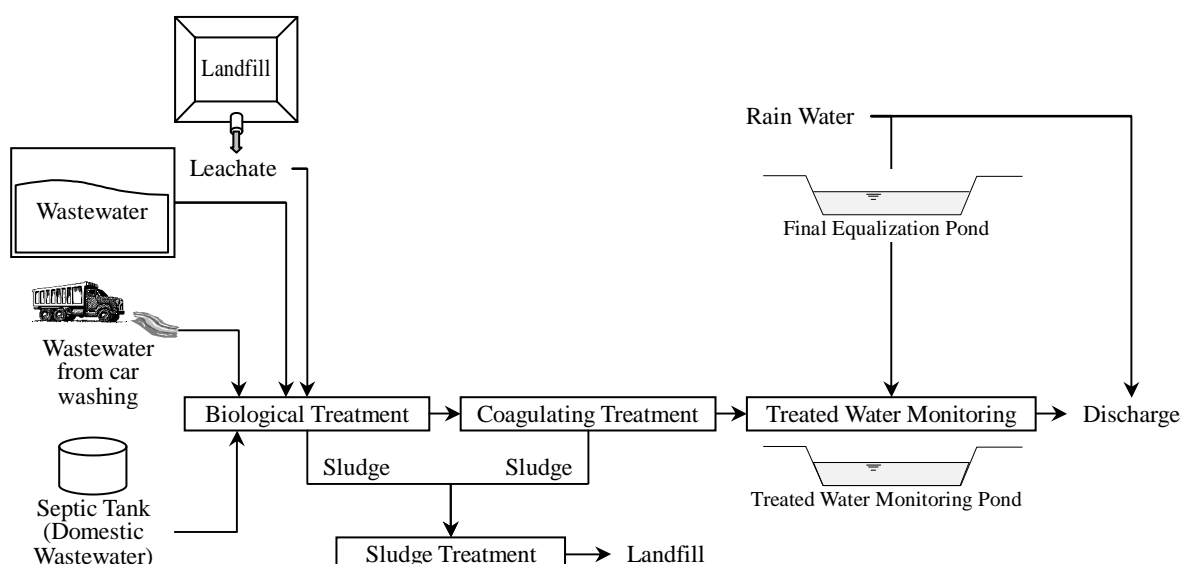 Landfill
Rain Water
Leachate
Wastewater
Final Equalization Pond
Wastewater
from car
washing
Biological Treatment
Coagulating Treatment
Treated Water Monitoring
Discharge
Sludge
Sludge
Treated Water Monitoring Pond
Septic Tank
(Domestic
Wastewater)
Sludge Treatment
Landfill